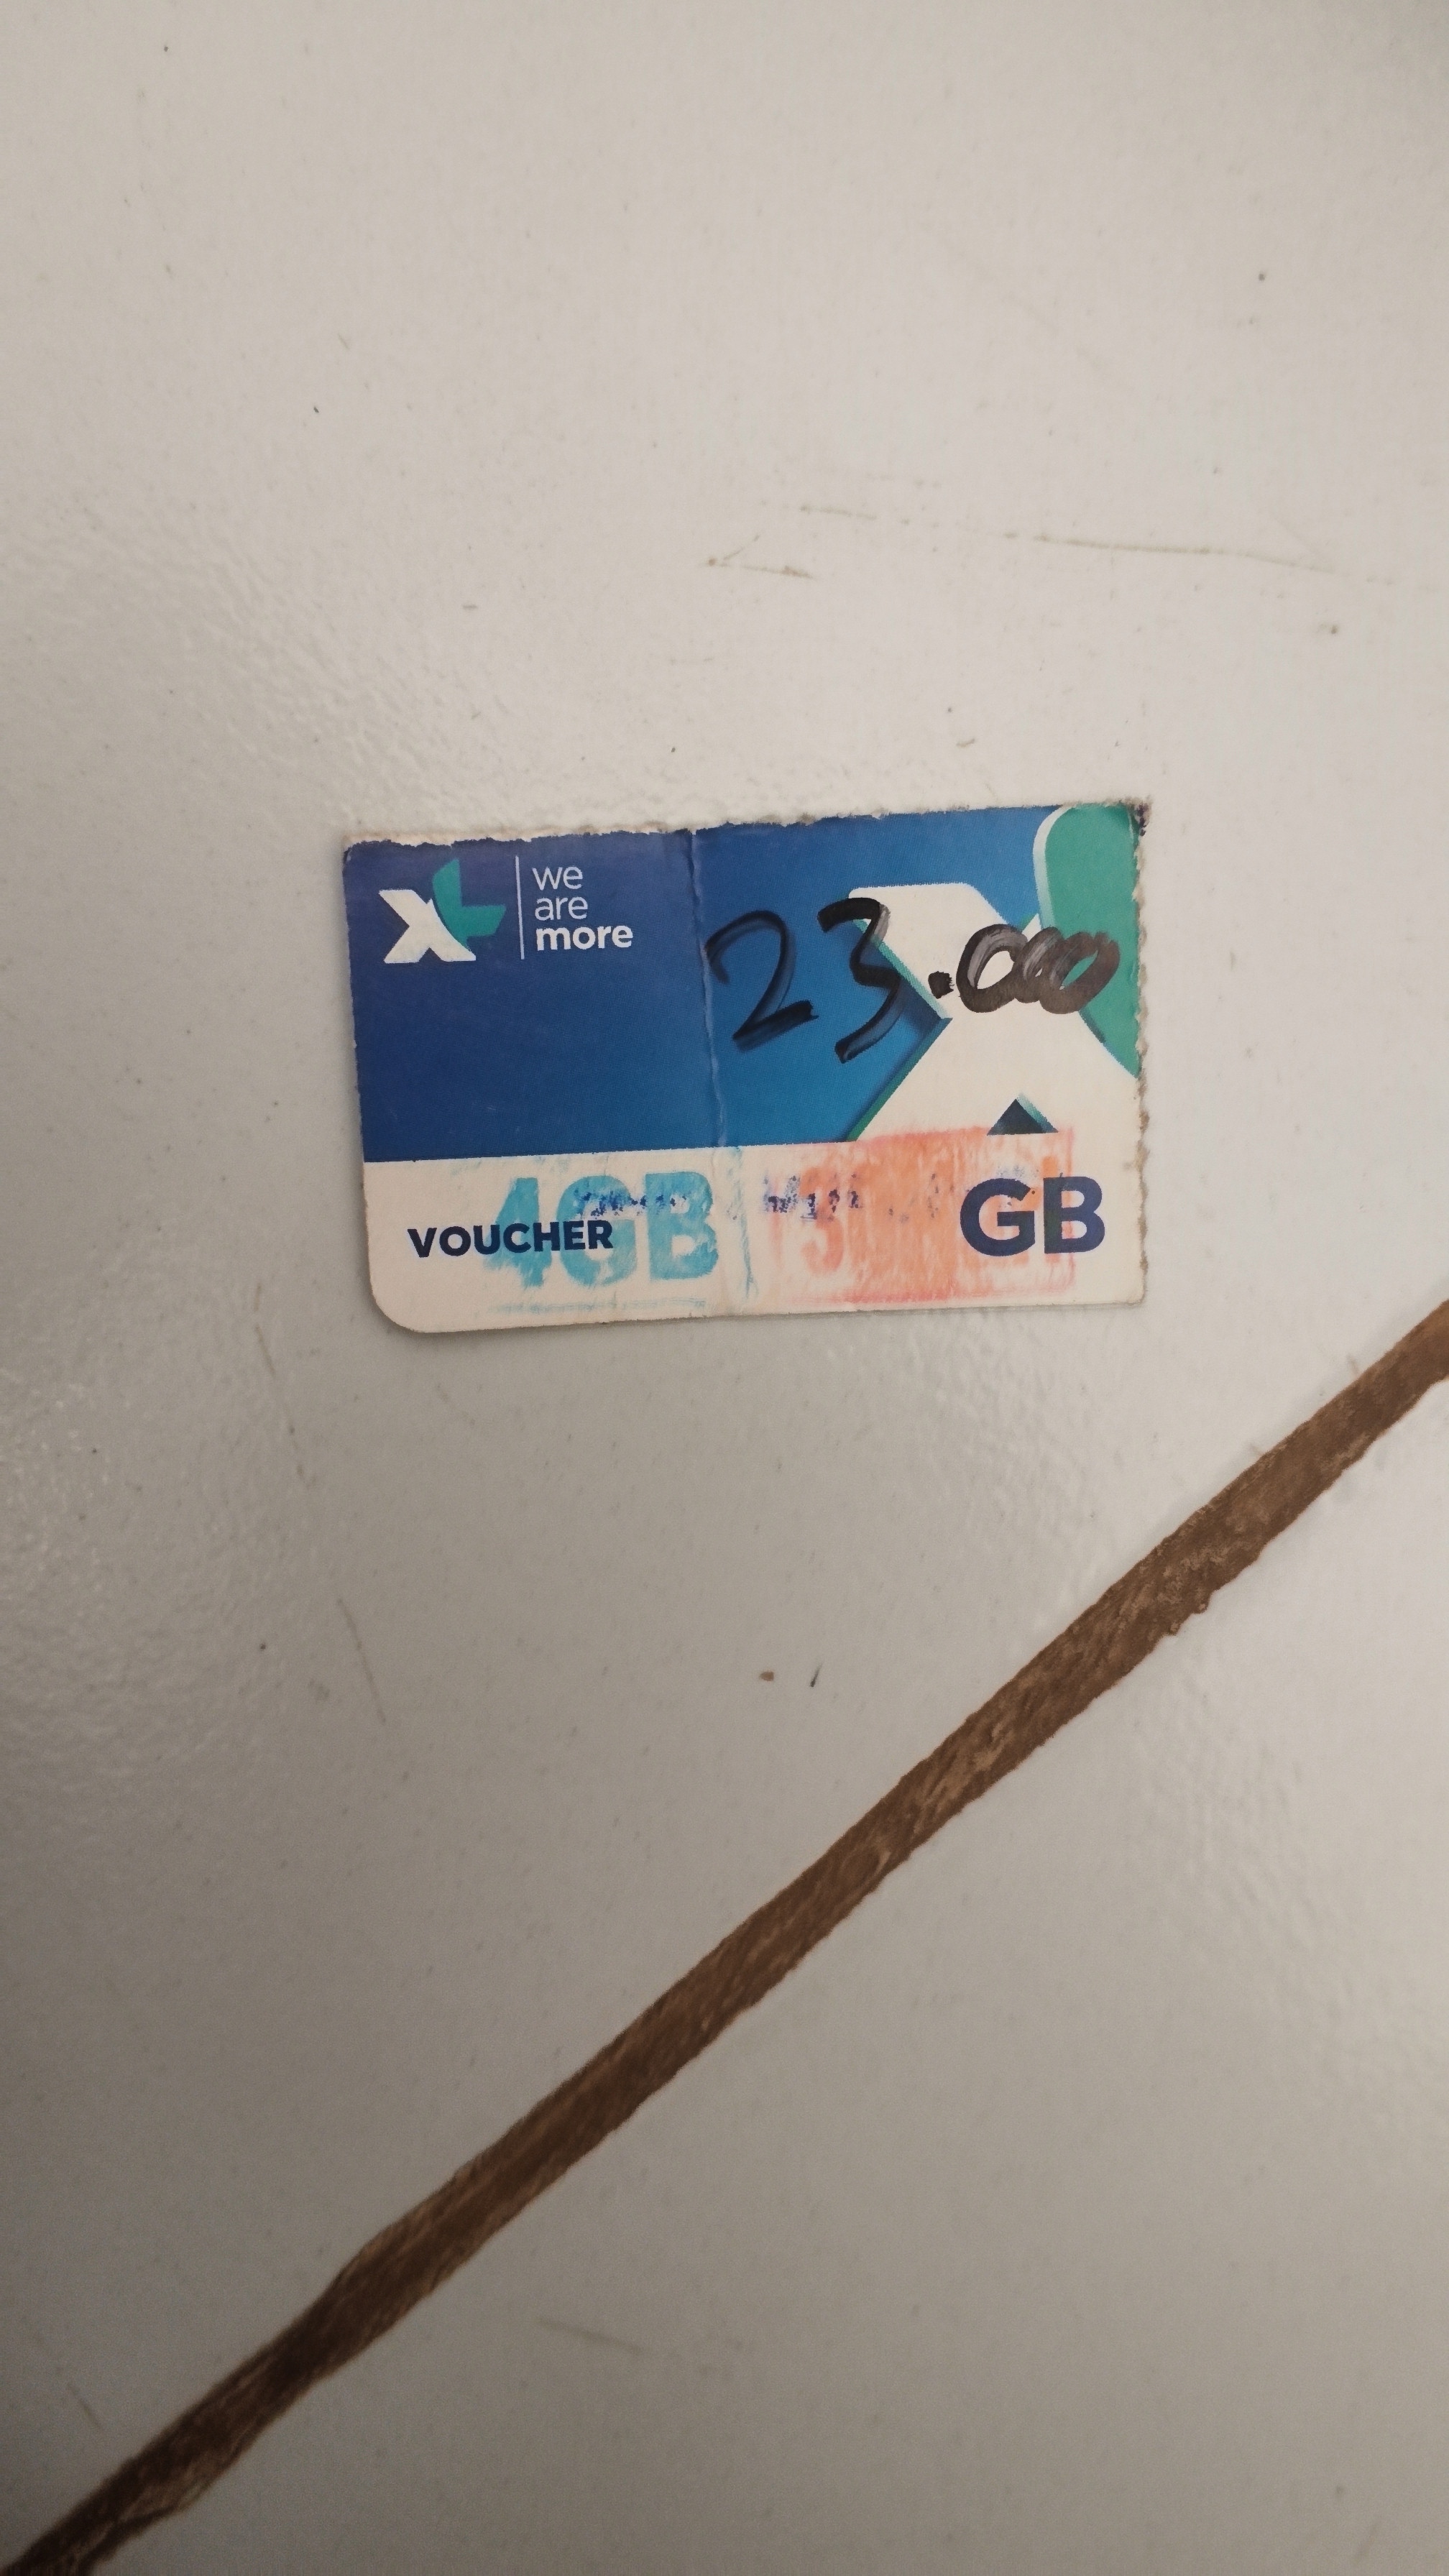 XL
we
are
more
23.000
4GB
VOUCHER
GB